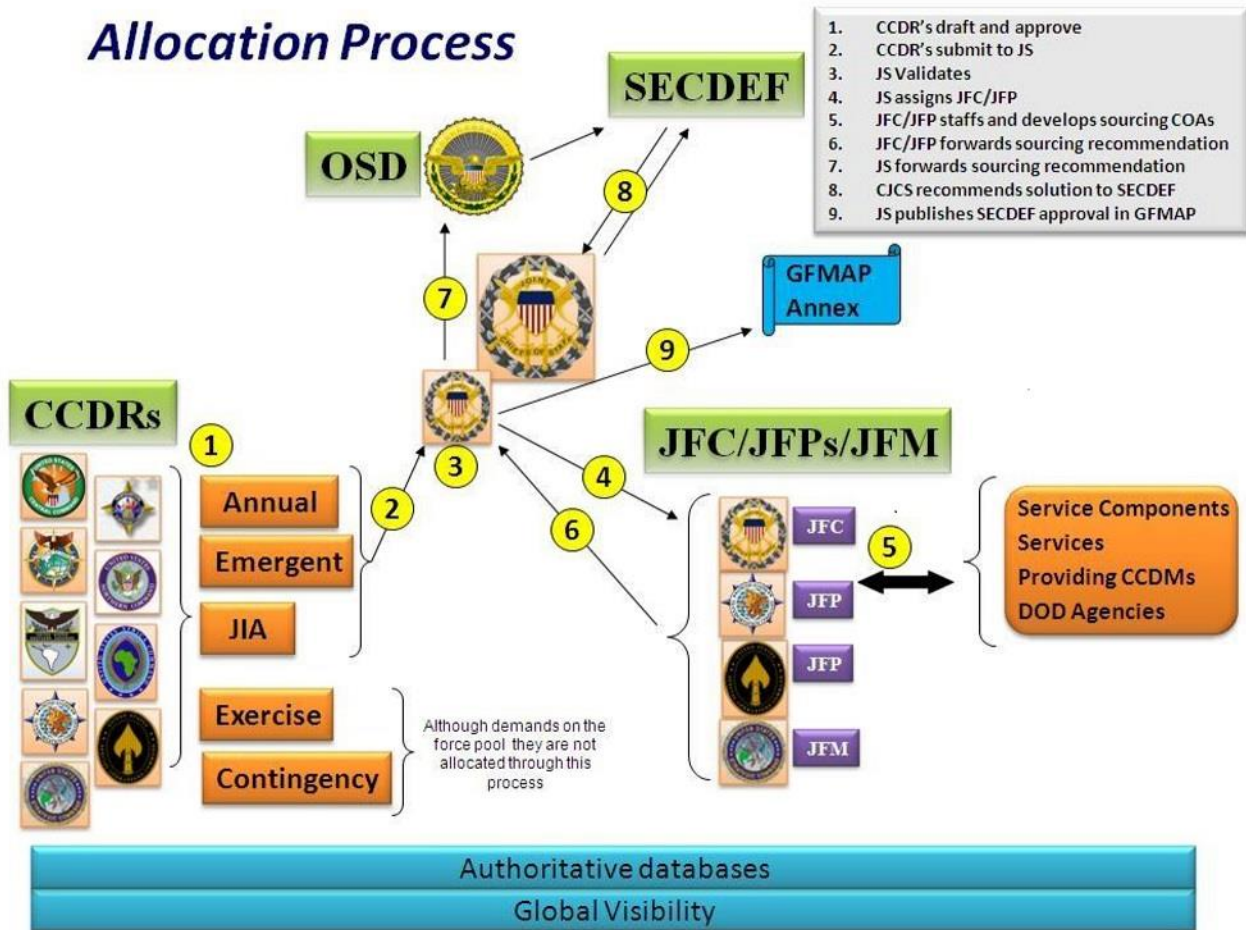 Allocation Process
1. CCDR's draft and approve
2. CCDR's submit to JS
3. JS Validates
4. JS assigns JFC/JFP
5. JFC/JFP staffs and develops sourcing COAs
6. JFC/JFP forwards sourcing recommendation
7. JS forwards sourcing recommendation
8. CJCS recommends solution to SECDEF
9. JS publishes SECDEF approval in GFMAP
SECDEF
OSD
8
7
JOINT
CHIEFS OF STAFF
GFMAP
Annex
9
CCDRs
1
3
2
4
6
JFC/JFPs/JFM
Annual
Emergent
JIA
Exercise
Contingency
Although demands on the
force pool they are not
allocated through this
process
JFC
JFP
JFP
JFM
5
Service Components
Services
Providing CCDMs
DOD Agencies
Authoritative databases
Global Visibility